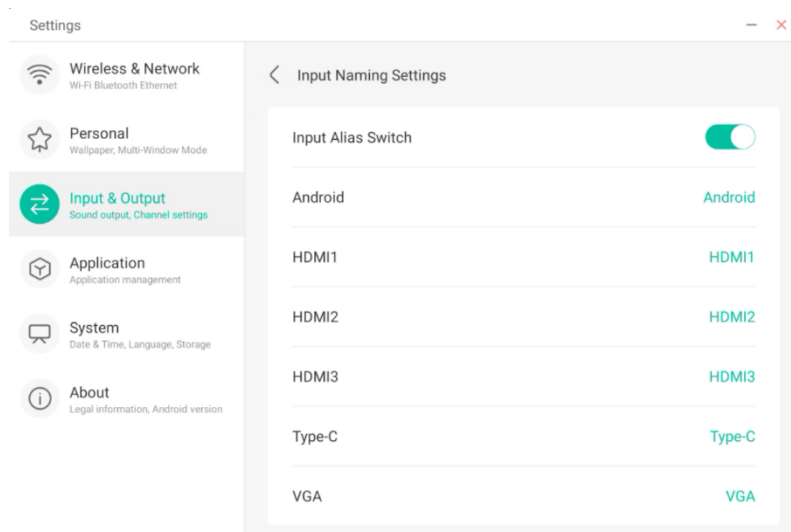 Settings
Wireless & Network
Wi-Fi Bluetooth Ethernet
Personal
Wallpaper, Multi-Window Mode
Input & Output
Sound output, Channel settings
Application
Application management
System
Date & Time, Language, Storage
About
Legal information, Android version
Input Naming Settings
Input Alias Switch
Android Android
HDMI1 HDMI1
HDMI2 HDMI2
HDMI3 HDMI3
Type-C Type-C
VGA VGA